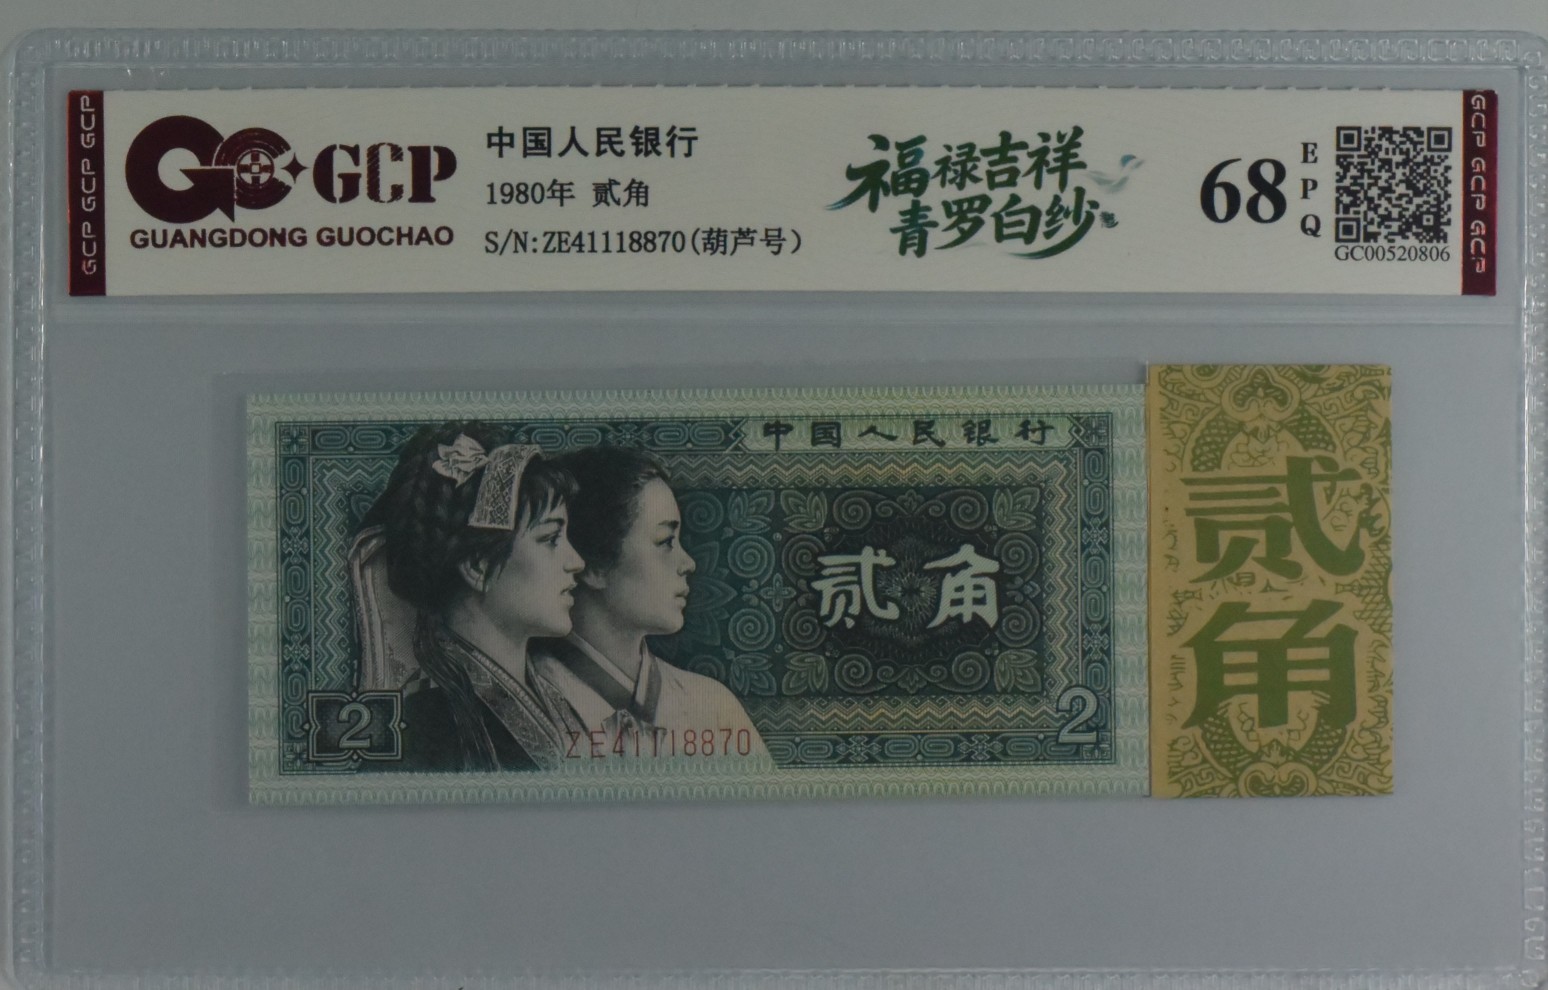 GCP GCP GCP
GCP
GUANGDONG GUOCHAO
中国人民银行
1980年 贰角
S/N:ZE41118870(葫芦号)
福禄吉祥
青罗白纱
68
EPQ
GC00520806
GCP GCP GCP
中国人民银行
贰角
2
2
ZE41118870
贰角